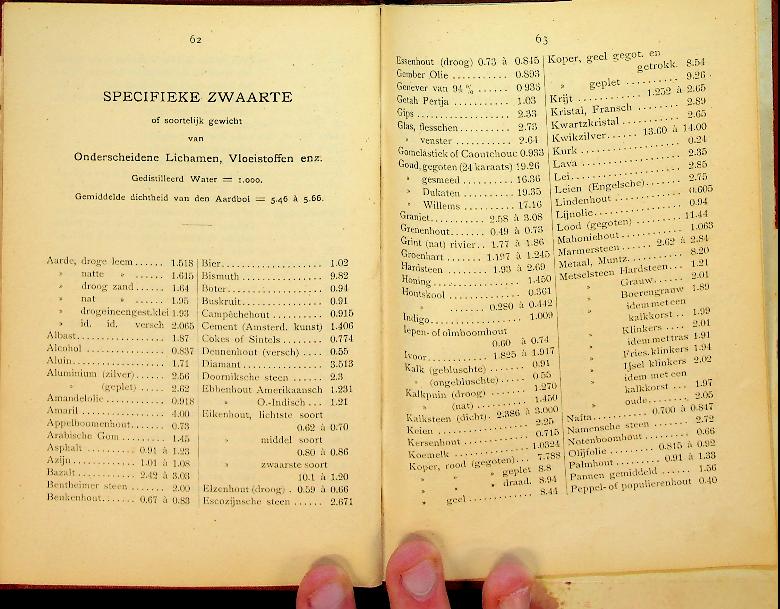 62
SPECIFIEKE ZWAARTE
of soortelijk gewicht
van
Onderscheidene Lichamen, Vloeistoffen enz.
Gedistilleerd Water = 1.000.
Gemiddelde dichtheid van den Aardbol = 5.46 à 5.66.
Aarde, droge leem ...... 1.518
» natte » ...... 1.615
» droog zand ...... 1.64
» nat » ...... 1.95
» drogeingeengst.klei 1.93
» id. id. versch 2.065
Albast ...... 1.87
Alcohol ...... 0.837
Aluin ...... 1.71
Aluminium (zilver) ...... 2.56
» (geplet) ...... 2.62
Amandelolie ...... 0.918
Amaril ...... 4.00
Appelboomenhout ...... 0.73
Arabische Gom ...... 1.45
Asphalt ...... 0.91 à 1.23
Azijn ...... 1.01 à 1.08
Bazalt ...... 2.42 à 3.03
Bentheimer steen ...... 2.00
Beukenhout ...... 0.67 à 0.83
Bier ...... 1.02
Bismuth ...... 9.82
Boter ...... 0.94
Buskruit ...... 0.91
Campêchehout ...... 0.915
Cement (Amsterd. kunst) 1.406
Cokes of Sintels ...... 0.774
Dennenhout (versch) ...... 0.55
Diamant ...... 3.513
Doorniksche steen ...... 2.3
Ebbenhout Amerikaansch 1.231
» O.-Indisch ...... 1.21
Eikenhout, lichtste soort
0.62 à 0.70
» middel soort
0.80 à 0.86
» zwaarste soort
10.1 à 1.20
Elzenhout (droog) . 0.59 à 0.66
Escozijnsche steen ...... 2.671
63
Essenhout (droog) 0.73 à 0.845
Gember Olie ...... 0.893
Genever van 94 % ...... 0 933
Getah Pertja ...... 1.03
Gips ...... 2.33
Glas, flesschen ...... 2.73
» venster ...... 2.64
Gomelastick of Caoutchouc 0.933
Goud, gegoten (24 karaats) 19.26
» gesmeed ...... 16.36
» Dukaten ...... 19.35
» Willems ...... 17.16
Graniet ...... 2.58 à 3.08
Grenenhout ...... 0.49 à 0.73
Grint (nat) rivier .. 1.77 à 1.86
Groenhart ...... 1.197 à 1.245
Hardsteen ...... 1.93 à 2.69
Honing ...... 1.450
Houtskool ...... 0.361
» 0.280 à 0.442
Indigo ...... 1.009
Iepen- of olmboomhout
0.60 à 0.74
Ivoor ...... 1.825 à 1.917
Kalk (gebluschte) ...... 0.91
» (ongebluschte) ...... 0.55
Kalkpuin (droog) ...... 1.270
» (nat) ...... 1.450
Kalksteen (dicht) . 2.386 à 3.000
Keien ...... 2.25
Kersenhout ...... 0.715
Koemelk ...... 1.0324
Koper, rood (gegoten) ... 7.788
» » geplet 8.8
» » draad. 8.94
» geel ...... 8.44
Koper, geel gegot. en
getrokk. 8.54
» geplet ...... 9.26
Krijt ...... 1.252 à 2.65
Kristal, Fransch ...... 2.89
Kwartzkristal ...... 2.65
Kwikzilver ...... 13.60 à 14.00
Kurk ...... 0.24
Lava ...... 2.35
Lei ...... 2.85
Leien (Engelsche) ...... 2.75
Lindenhout ...... 0.605
Lijnolie ...... 0.94
Lood (gegoten) ...... 11.44
Mahoniehout ...... 1.063
Marmersteen ...... 2.62 à 2.84
Metaal, Muntz ...... 8.20
Metselsteen Hardsteen ... 1.21
» Grauw ...... 2.01
» Boerengrauw 1.89
» idem met een
kalkkorst .. 1.99
» Klinkers ...... 2.01
» idem met tras 1.91
» Fries. klinkers 1.94
» IJsel klinkers 2.02
» idem met een
kalkkorst ... 1.97
» oude ...... 2.05
Nafta ...... 0.700 à 0.847
Namensche steen ...... 2.72
Notenboomhout ...... 0.66
Olijfolie ...... 0.815 à 0.92
Palmhout ...... 0.91 à 1.33
Pannen gemiddeld ...... 1.56
Peppel- of populierenhout 0.40